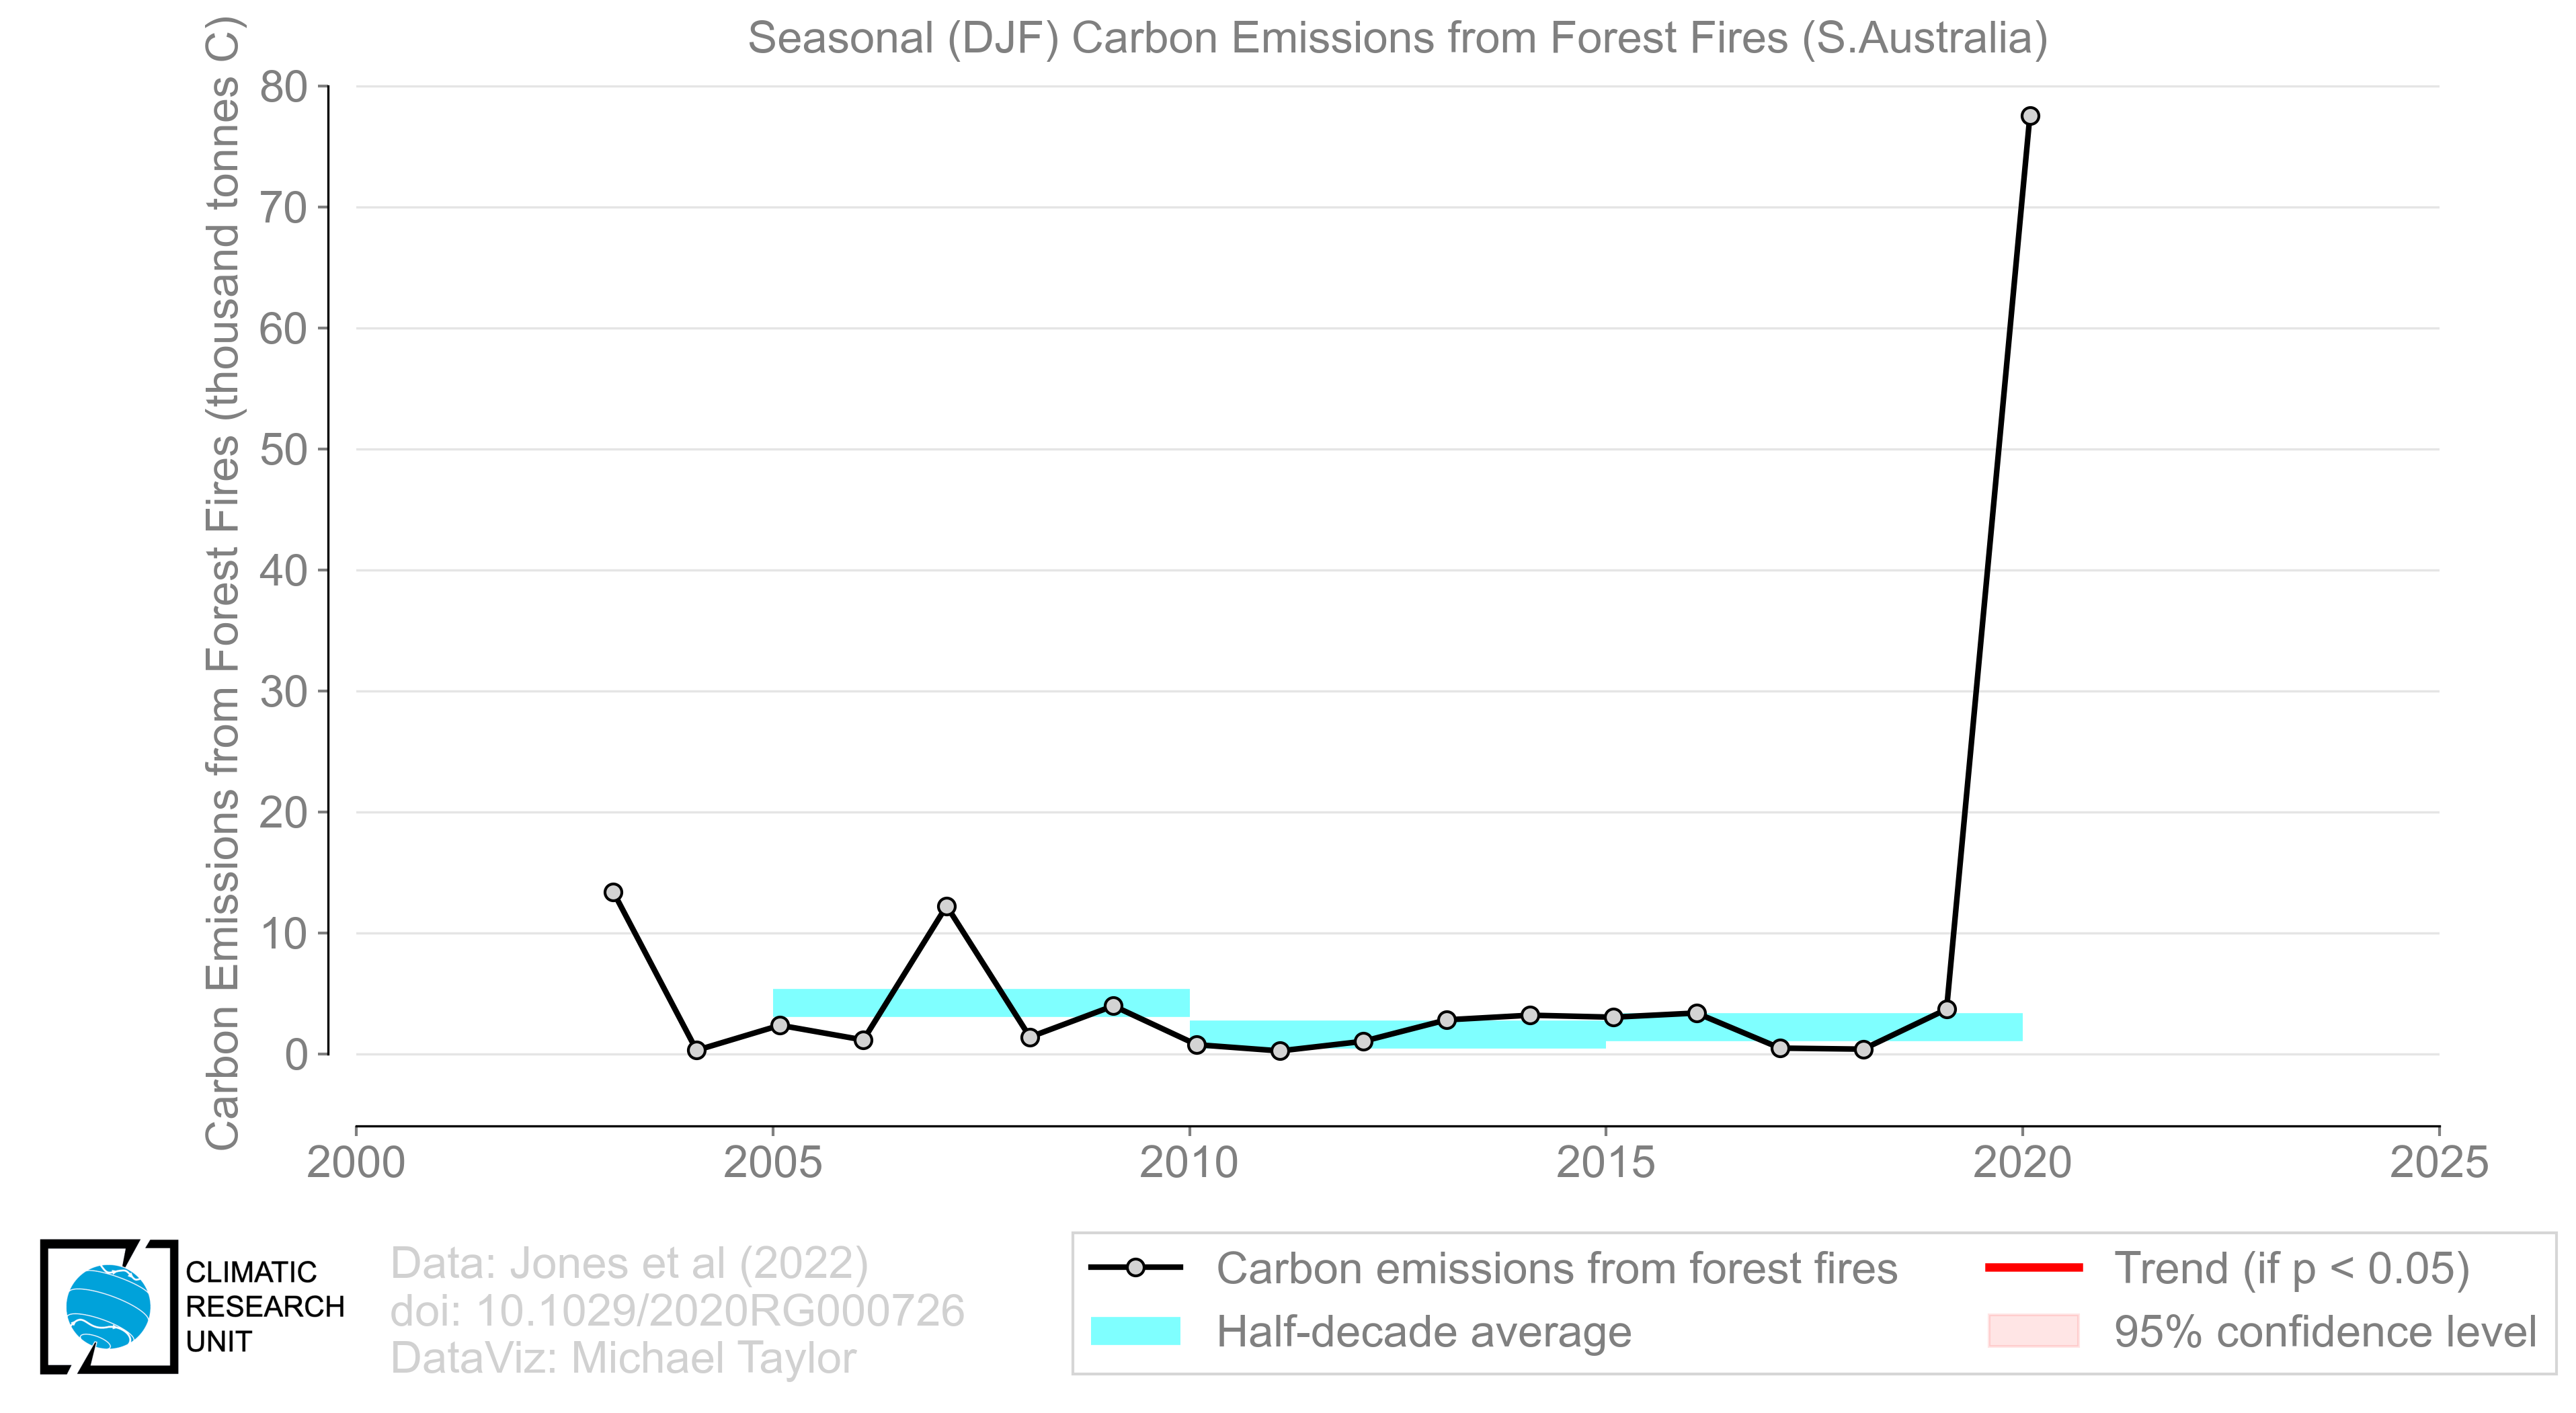 Seasonal (DJF) Carbon Emissions from Forest Fires (S.Australia)
Carbon Emissions from Forest Fires (thousand tonnes C)
80
70
60
50
40
30
20
10
0
2000
2005
2010
2015
2020
2025
CLIMATIC
RESEARCH
UNIT
Data: Jones et al (2022)
doi: 10.1029/2020RG000726
DataViz: Michael Taylor
Carbon emissions from forest fires
Half-decade average
Trend (if p < 0.05)
95% confidence level